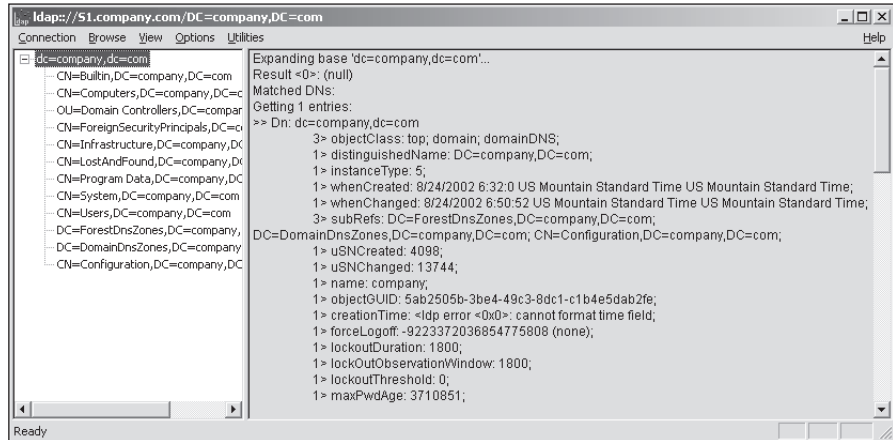 ldap://S1.company.com/DC=company,DC=com
Connection Browse View Options Utilities Help
dc=company,dc=com
CN=Builtin,DC=company,DC=com
CN=Computers,DC=company,DC=c
OU=Domain Controllers,DC=compar
CN=ForeignSecurityPrincipals,DC=c
CN=Infrastructure,DC=company,DC
CN=LostAndFound,DC=company,D
CN=Program Data,DC=company,DC
CN=System,DC=company,DC=com
CN=Users,DC=company,DC=com
DC=ForestDnsZones,DC=company,
DC=DomainDnsZones,DC=company
CN=Configuration,DC=company,DC
Expanding base 'dc=company,dc=com'...
Result <0>: (null)
Matched DNs:
Getting 1 entries:
>> Dn: dc=company,dc=com
3> objectClass: top; domain; domainDNS;
1> distinguishedName: DC=company,DC=com;
1> instanceType: 5;
1> whenCreated: 8/24/2002 6:32:0 US Mountain Standard Time US Mountain Standard Time;
1> whenChanged: 8/24/2002 6:50:52 US Mountain Standard Time US Mountain Standard Time;
3> subRefs: DC=ForestDnsZones,DC=company,DC=com;
DC=DomainDnsZones,DC=company,DC=com; CN=Configuration,DC=company,DC=com;
1> uSNCreated: 4098;
1> uSNChanged: 13744;
1> name: company;
1> objectGUID: 5ab2505b-3be4-49c3-8dc1-c1b4e5dab2fe;
1> creationTime: <ldp error <0x0>: cannot format time field;
1> forceLogoff: -9223372036854775808 (none);
1> lockoutDuration: 1800;
1> lockOutObservationWindow: 1800;
1> lockoutThreshold: 0;
1> maxPwdAge: 3710851;
Ready